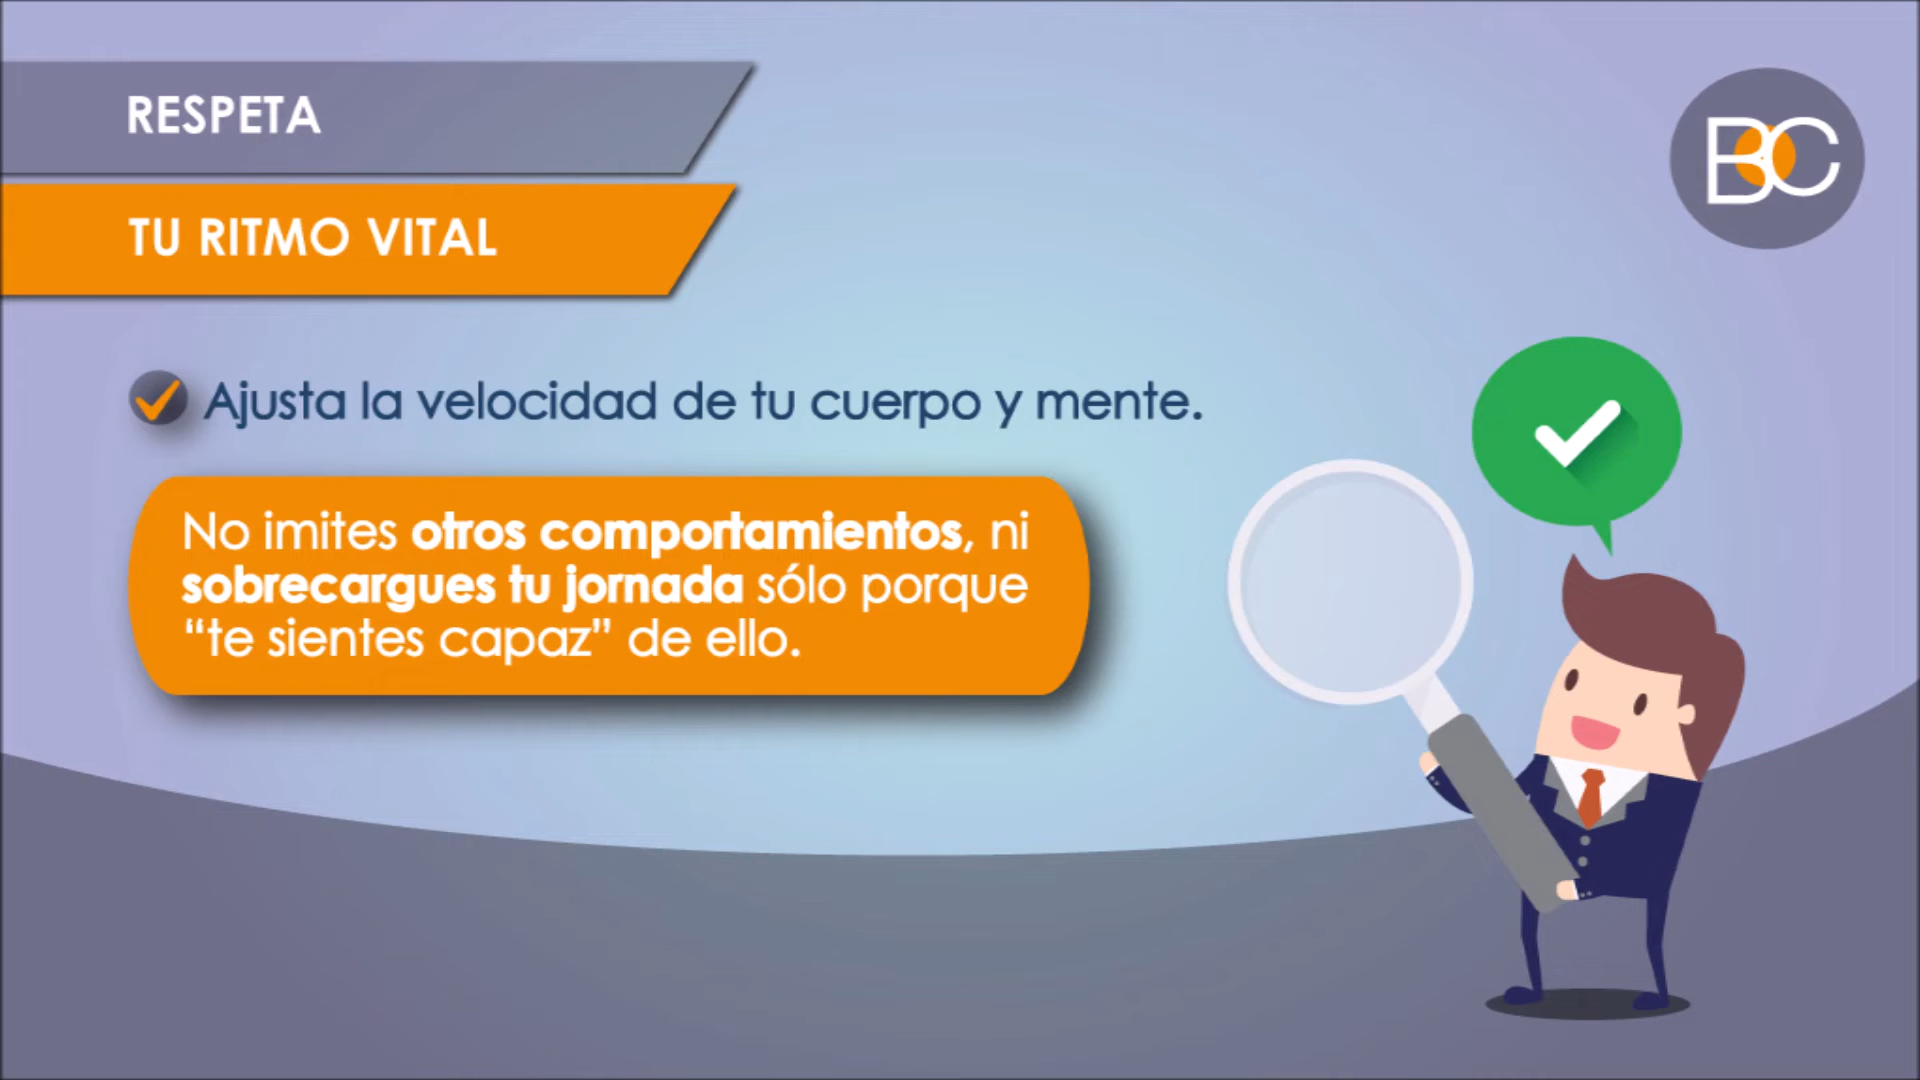 RESPETA
BC
TU RITMO VITAL
Ajusta la velocidad de tu cuerpo y mente.
No imites otros comportamientos, ni
sobrecargues tu jornada sólo porque
“te sientes capaz” de ello.